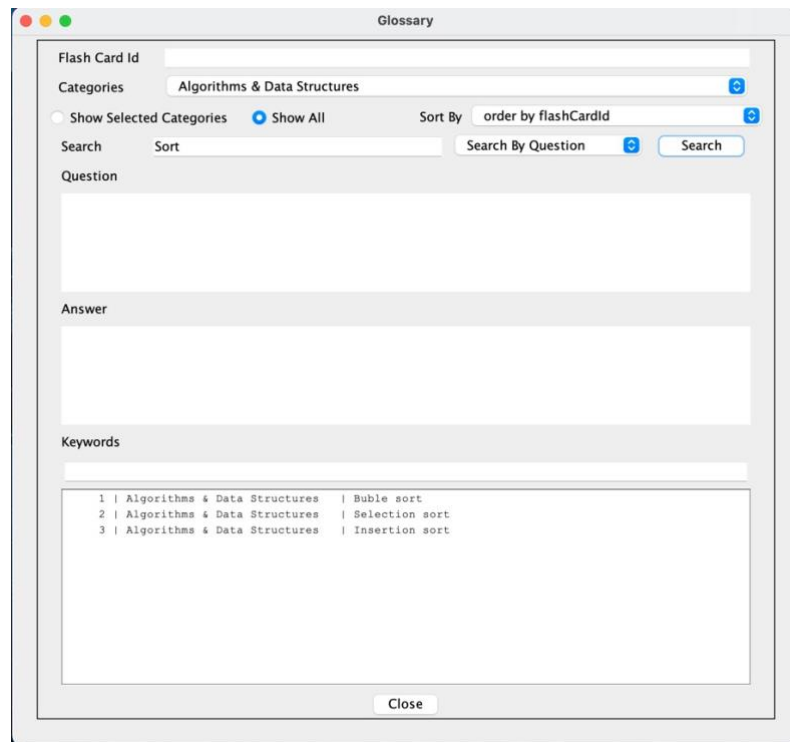 Glossary
Flash Card Id
Categories Algorithms & Data Structures
Show Selected Categories Show All Sort By order by flashCardId
Search Sort Search By Question Search
Question
Answer
Keywords
1 | Algorithms & Data Structures | Buble sort
2 | Algorithms & Data Structures | Selection sort
3 | Algorithms & Data Structures | Insertion sort
Close